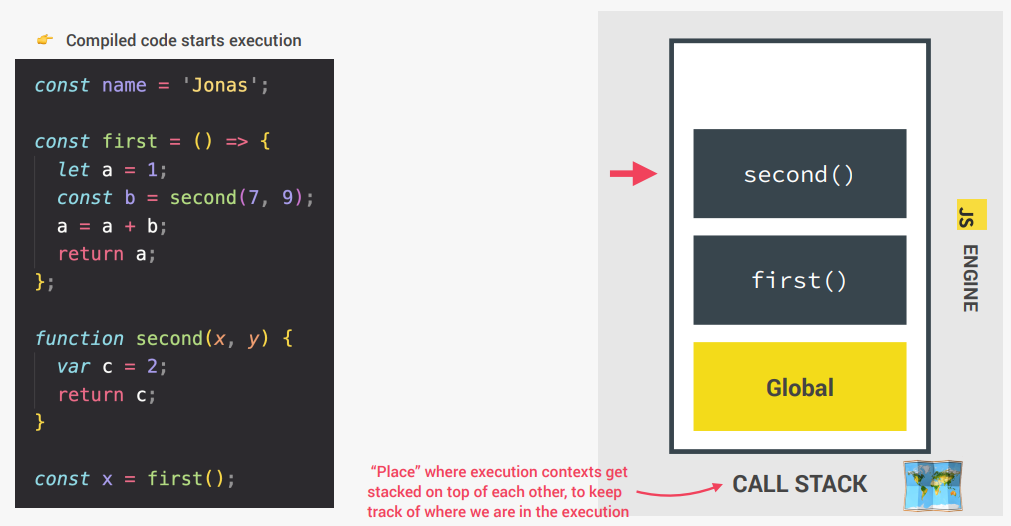 👉 Compiled code starts execution
const name = 'Jonas';
const first = () => {
let a = 1;
const b = second(7, 9);
a = a + b;
return a;
};
function second(x, y) {
var c = 2;
return c;
}
const x = first();
second()
first()
Global
JS ENGINE
“Place” where execution contexts get
stacked on top of each other, to keep
track of where we are in the execution
CALL STACK